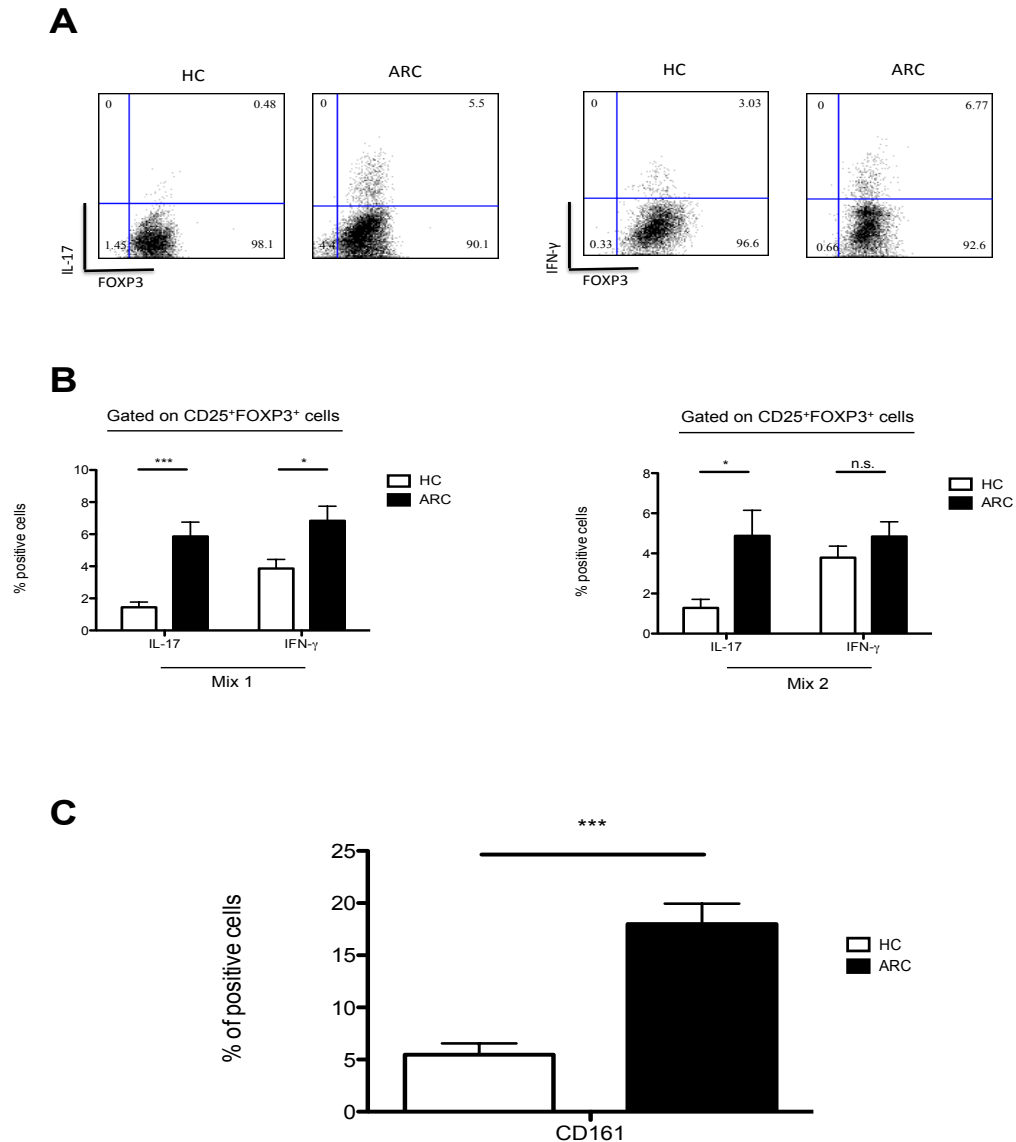 A
HC
ARC
HC
ARC
0
0.48
1.45
98.1
0
5.5
90.1
0
3.03
0.33
96.6
0
6.77
0.66
92.6
IL-17
FOXP3
IFN-γ
FOXP3
B
Gated on CD25⁺FOXP3⁺ cells
***
*
10
8
6
4
2
0
% positive cells
HC
ARC
IL-17
IFN-γ
Mix 1
Gated on CD25⁺FOXP3⁺ cells
*
n.s.
8
6
4
2
0
% positive cells
HC
ARC
IL-17
IFN-γ
Mix 2
C
***
25
20
15
10
5
0
% of positive cells
HC
ARC
CD161